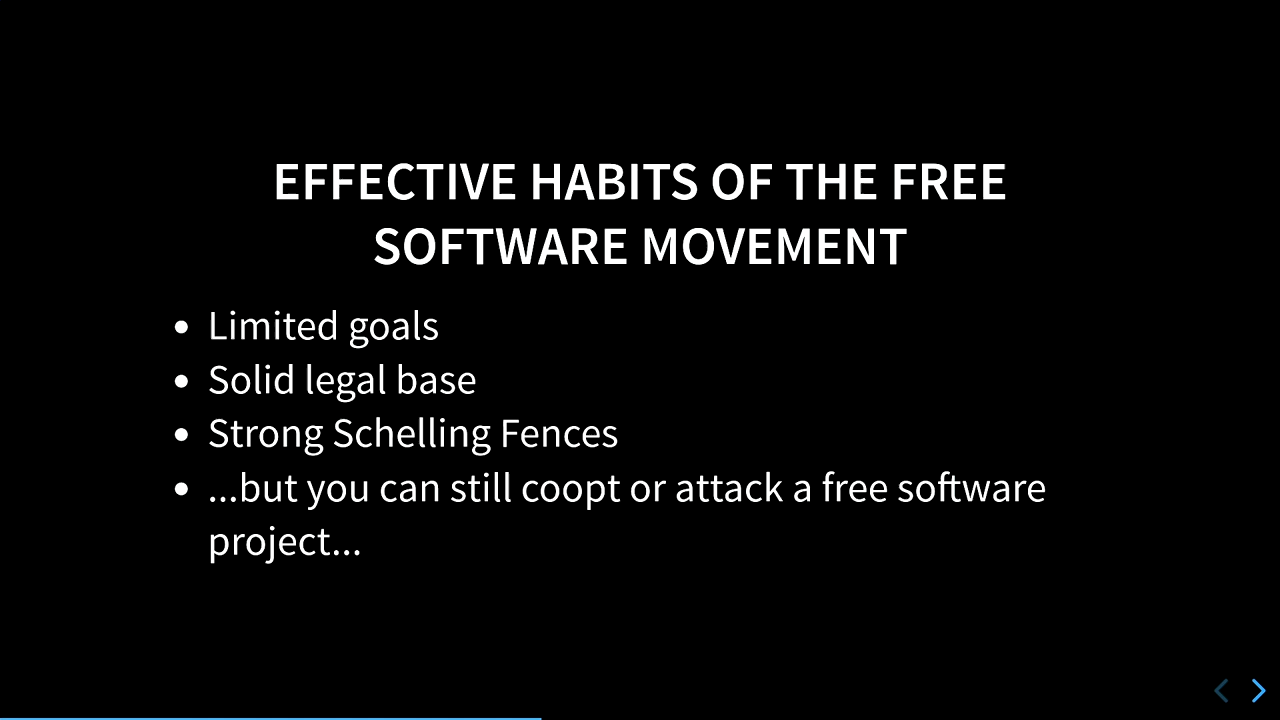 EFFECTIVE HABITS OF THE FREE
SOFTWARE MOVEMENT
• Limited goals
• Solid legal base
• Strong Schelling Fences
• ...but you can still coopt or attack a free software
project...